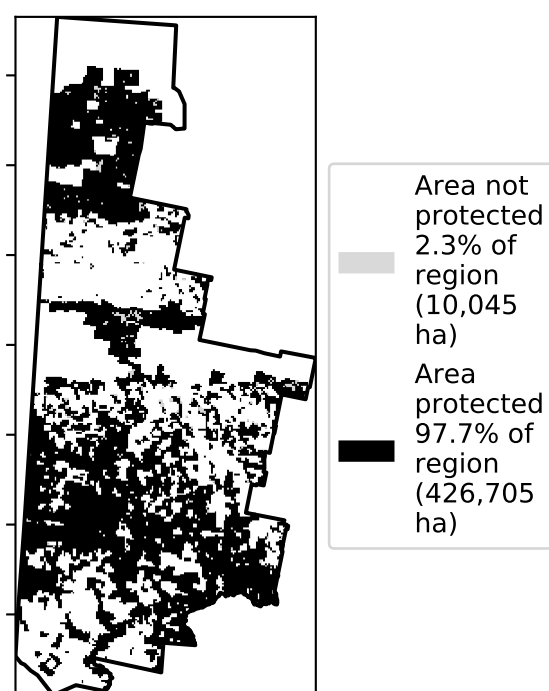 Area not
protected
2.3% of
region
(10,045
ha)
Area
protected
97.7% of
region
(426,705
ha)